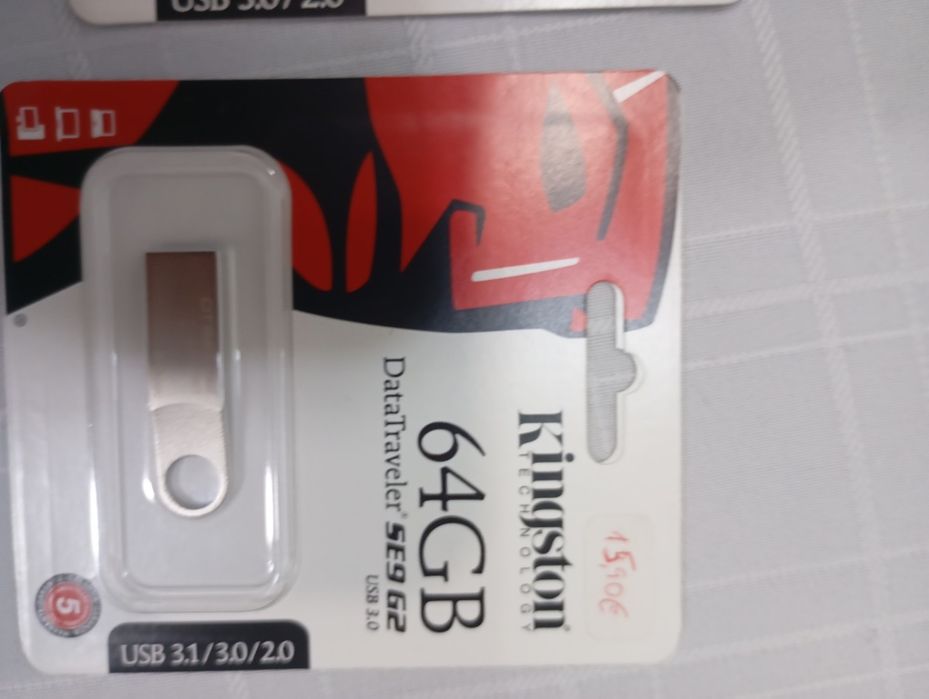 USB 3.0/2.0
Kingston®
TECHNOLOGY
64GB
DataTraveler® SE9 G2
USB 3.0
15,90€
5
USB 3.1/3.0/2.0